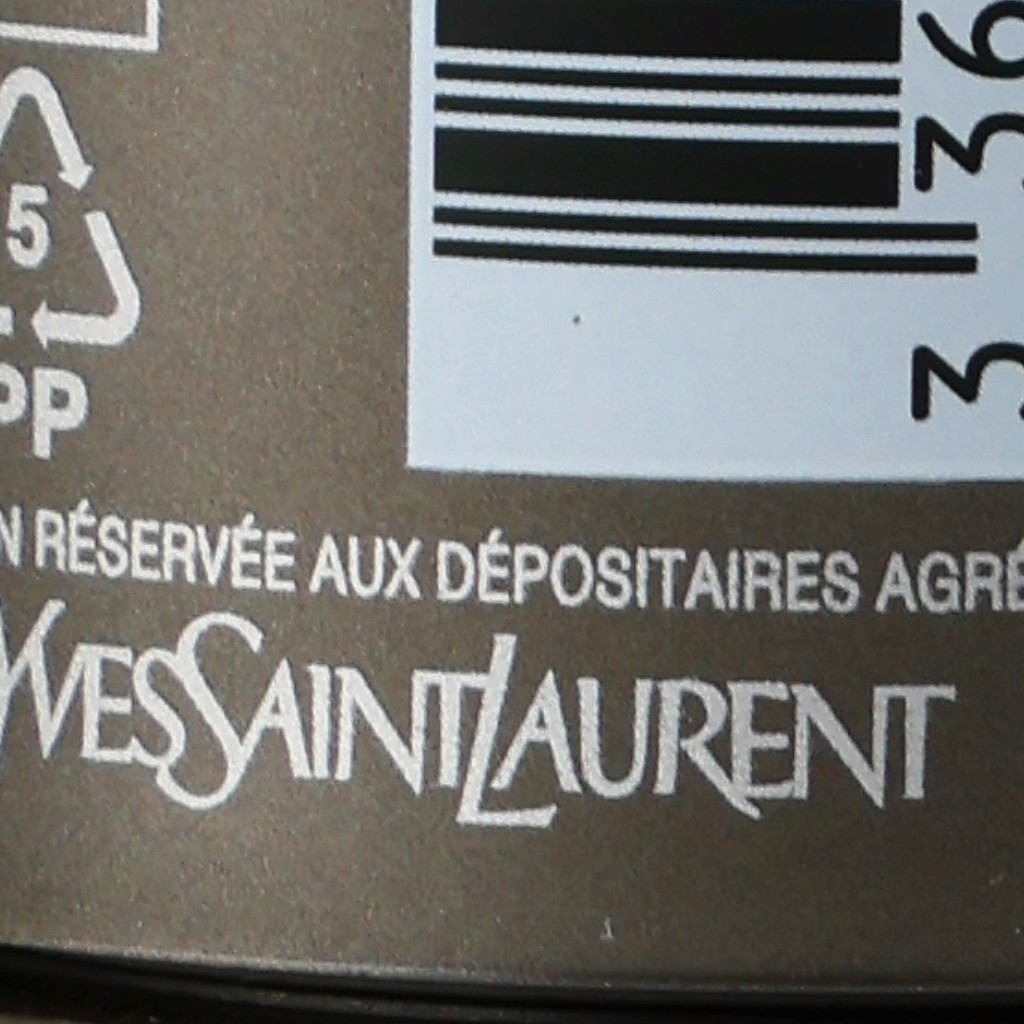 3 36
5
PP
N RÉSERVÉE AUX DÉPOSITAIRES AGRÉ
YVESSAINTLAURENT